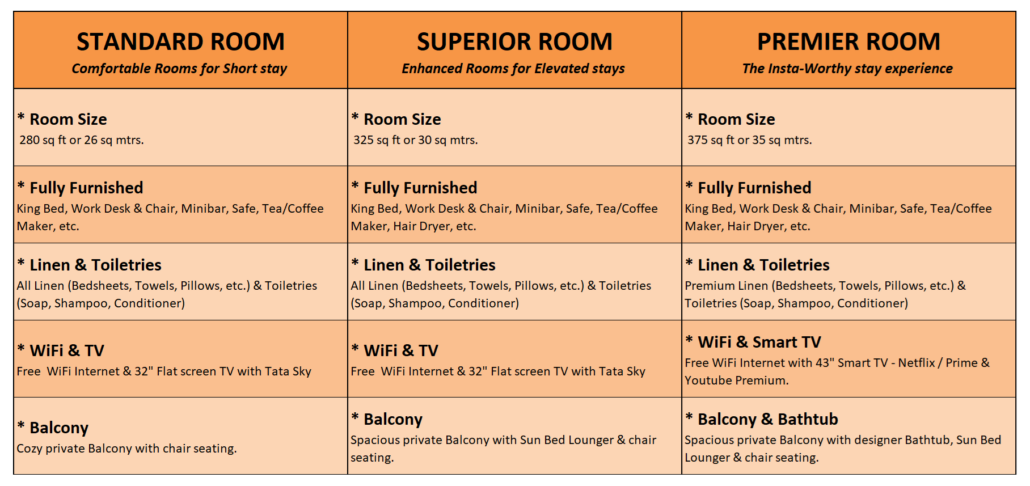 STANDARD ROOM
Comfortable Rooms for Short stay
SUPERIOR ROOM
Enhanced Rooms for Elevated stays
PREMIER ROOM
The Insta-Worthy stay experience
* Room Size
280 sq ft or 26 sq mtrs.
* Room Size
325 sq ft or 30 sq mtrs.
* Room Size
375 sq ft or 35 sq mtrs.
* Fully Furnished
King Bed, Work Desk & Chair, Minibar, Safe, Tea/Coffee
Maker, etc.
* Fully Furnished
King Bed, Work Desk & Chair, Minibar, Safe, Tea/Coffee
Maker, Hair Dryer, etc.
* Fully Furnished
King Bed, Work Desk & Chair, Minibar, Safe, Tea/Coffee
Maker, Hair Dryer, etc.
* Linen & Toiletries
All Linen (Bedsheets, Towels, Pillows, etc.) & Toiletries
(Soap, Shampoo, Conditioner)
* Linen & Toiletries
All Linen (Bedsheets, Towels, Pillows, etc.) & Toiletries
(Soap, Shampoo, Conditioner)
* Linen & Toiletries
Premium Linen (Bedsheets, Towels, Pillows, etc.) &
Toiletries (Soap, Shampoo, Conditioner)
* WiFi & TV
Free  WiFi Internet & 32" Flat screen TV with Tata Sky
* WiFi & TV
Free  WiFi Internet & 32" Flat screen TV with Tata Sky
* WiFi & Smart TV
Free WiFi Internet with 43" Smart TV - Netflix / Prime &
Youtube Premium.
* Balcony
Cozy private Balcony with chair seating.
* Balcony
Spacious private Balcony with Sun Bed Lounger & chair
seating.
* Balcony & Bathtub
Spacious private Balcony with designer Bathtub, Sun Bed
Lounger & chair seating.